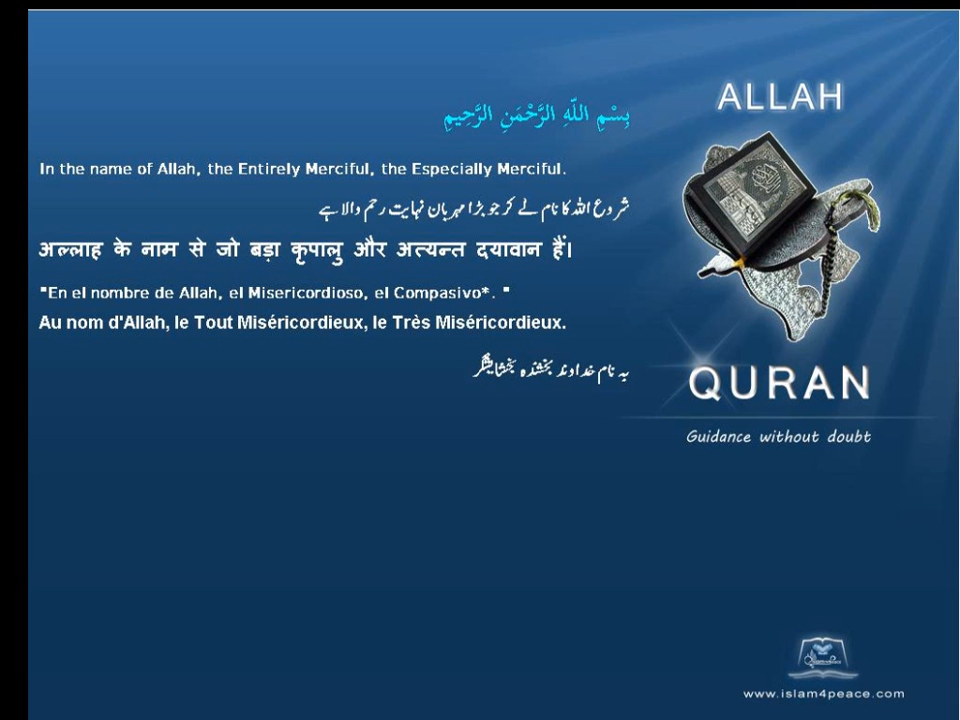 بِسْمِ اللَّهِ الرَّحْمَنِ الرَّحِيمِ
In the name of Allah, the Entirely Merciful, the Especially Merciful.
شروع اللہ کا نام لے کر جو بڑا مہربان نہایت رحم والا ہے
अल्लाह के नाम से जो बड़ा कृपालु और अत्यन्त दयावान हैं।
"En el nombre de Allah, el Misericordioso, el Compasivo*. "
Au nom d'Allah, le Tout Miséricordieux, le Très Miséricordieux.
به نام خداوند بخشنده بخشایشگر
ALLAH
QURAN
Guidance without doubt
www.islam4peace.com